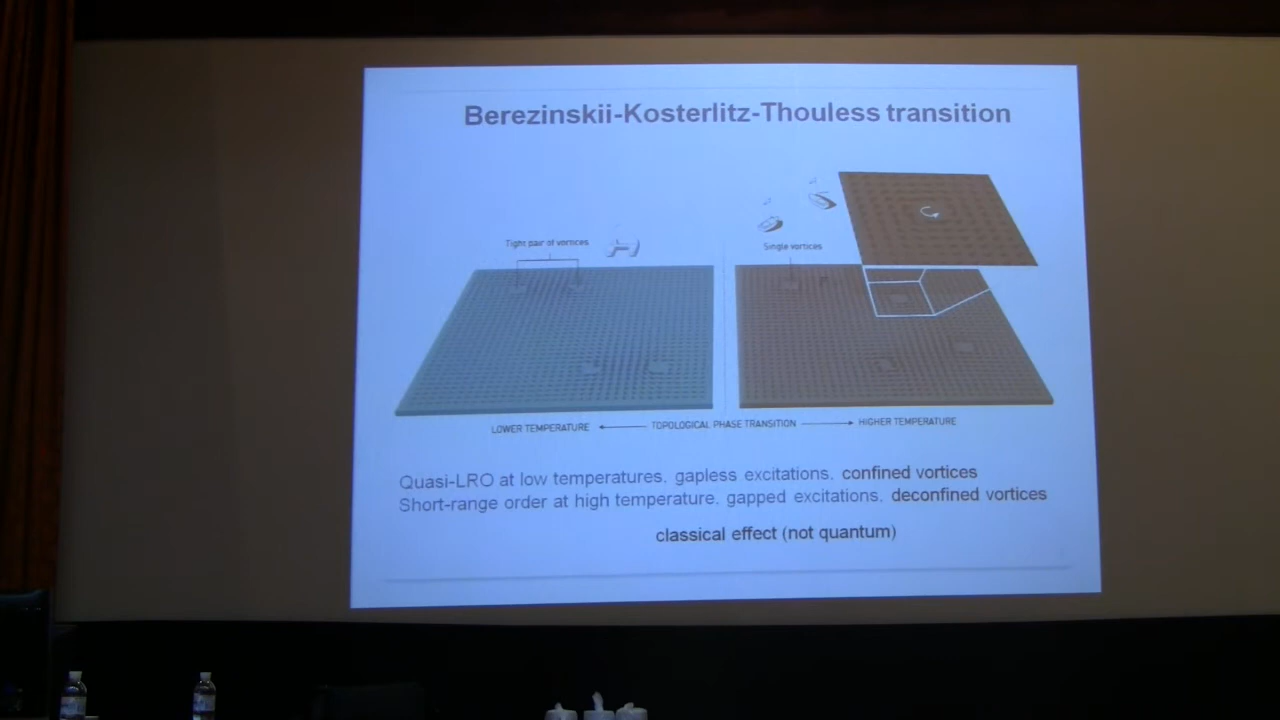 Berezinskii-Kosterlitz-Thouless transition
Tight pair of vortices
Single vortices
LOWER TEMPERATURE
TOPOLOGICAL PHASE TRANSITION
HIGHER TEMPERATURE
Quasi-LRO at low temperatures, gapless excitations, confined vortices
Short-range order at high temperature, gapped excitations, deconfined vortices
classical effect (not quantum)